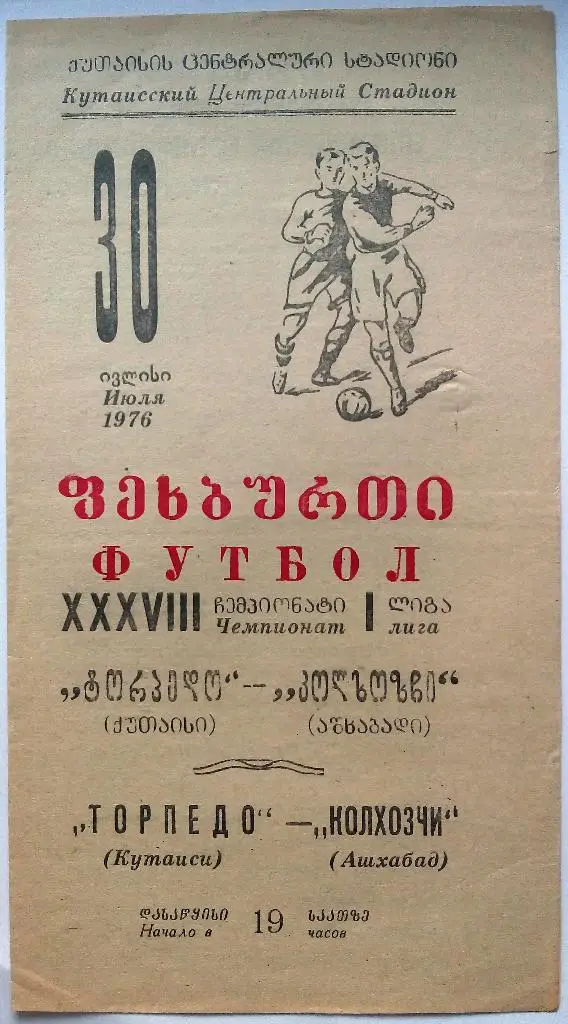 ქუთაისის ცენტრალური სტადიონი
Кутаисский Центральный Стадион
30
ივლისი
Июля
1976
ფეხბურთი
ФУТБОЛ
XXXVIII ჩემპიონატი I ლიგა
Чемпионат лига
„ტორპედო“ — „კოლხოზჩი“
(ქუთაისი) (აშხაბადი)
„ТОРПЕДО“ — „КОЛХОЗЧИ“
(Кутаиси) (Ашхабад)
დასაწყისი 19 საათზე
Начало в часов